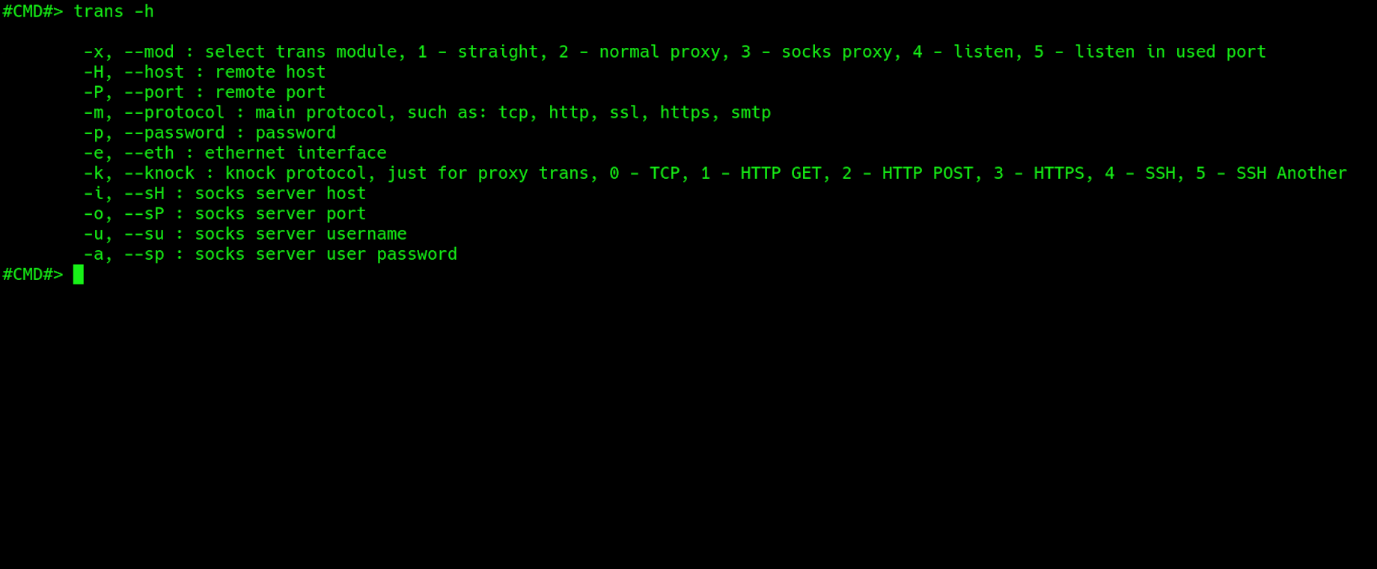 #CMD#> trans -h
-x, --mod : select trans module, 1 - straight, 2 - normal proxy, 3 - socks proxy, 4 - listen, 5 - listen in used port
-H, --host : remote host
-P, --port : remote port
-m, --protocol : main protocol, such as: tcp, http, ssl, https, smtp
-p, --password : password
-e, --eth : ethernet interface
-k, --knock : knock protocol, just for proxy trans, 0 - TCP, 1 - HTTP GET, 2 - HTTP POST, 3 - HTTPS, 4 - SSH, 5 - SSH Another
-i, --sH : socks server host
-o, --sP : socks server port
-u, --su : socks server username
-a, --sp : socks server user password
#CMD#>